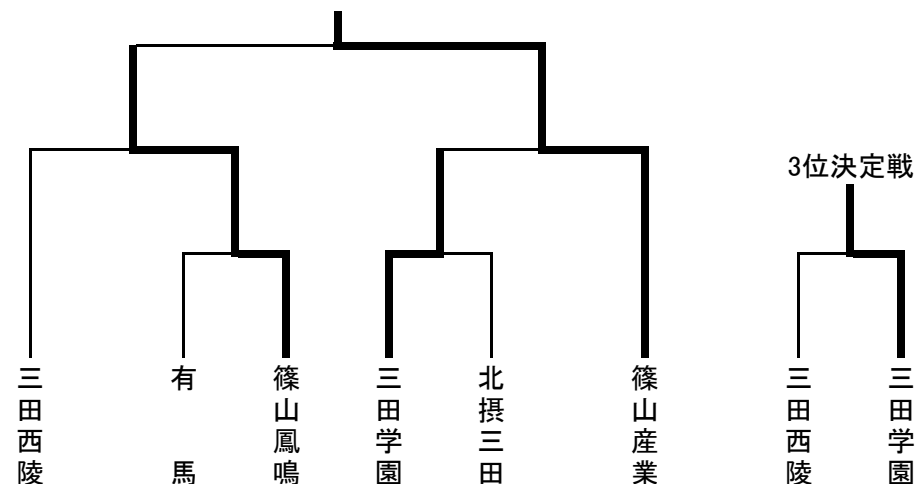 3位決定戦
三田西陵
有馬
篠山鳳鳴
三田学園
北摂三田
篠山産業
三田西陵
三田学園